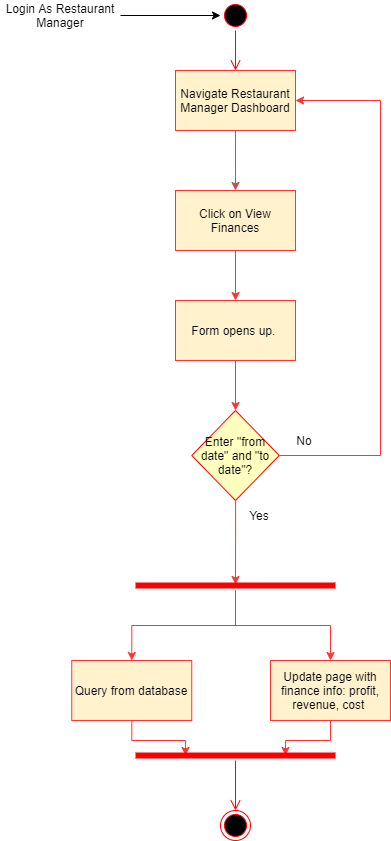 Login As Restaurant
Manager
Navigate Restaurant
Manager Dashboard
Click on View
Finances
Form opens up.
Enter "from
date" and "to
date"?
No
Yes
Query from database
Update page with
finance info: profit,
revenue, cost